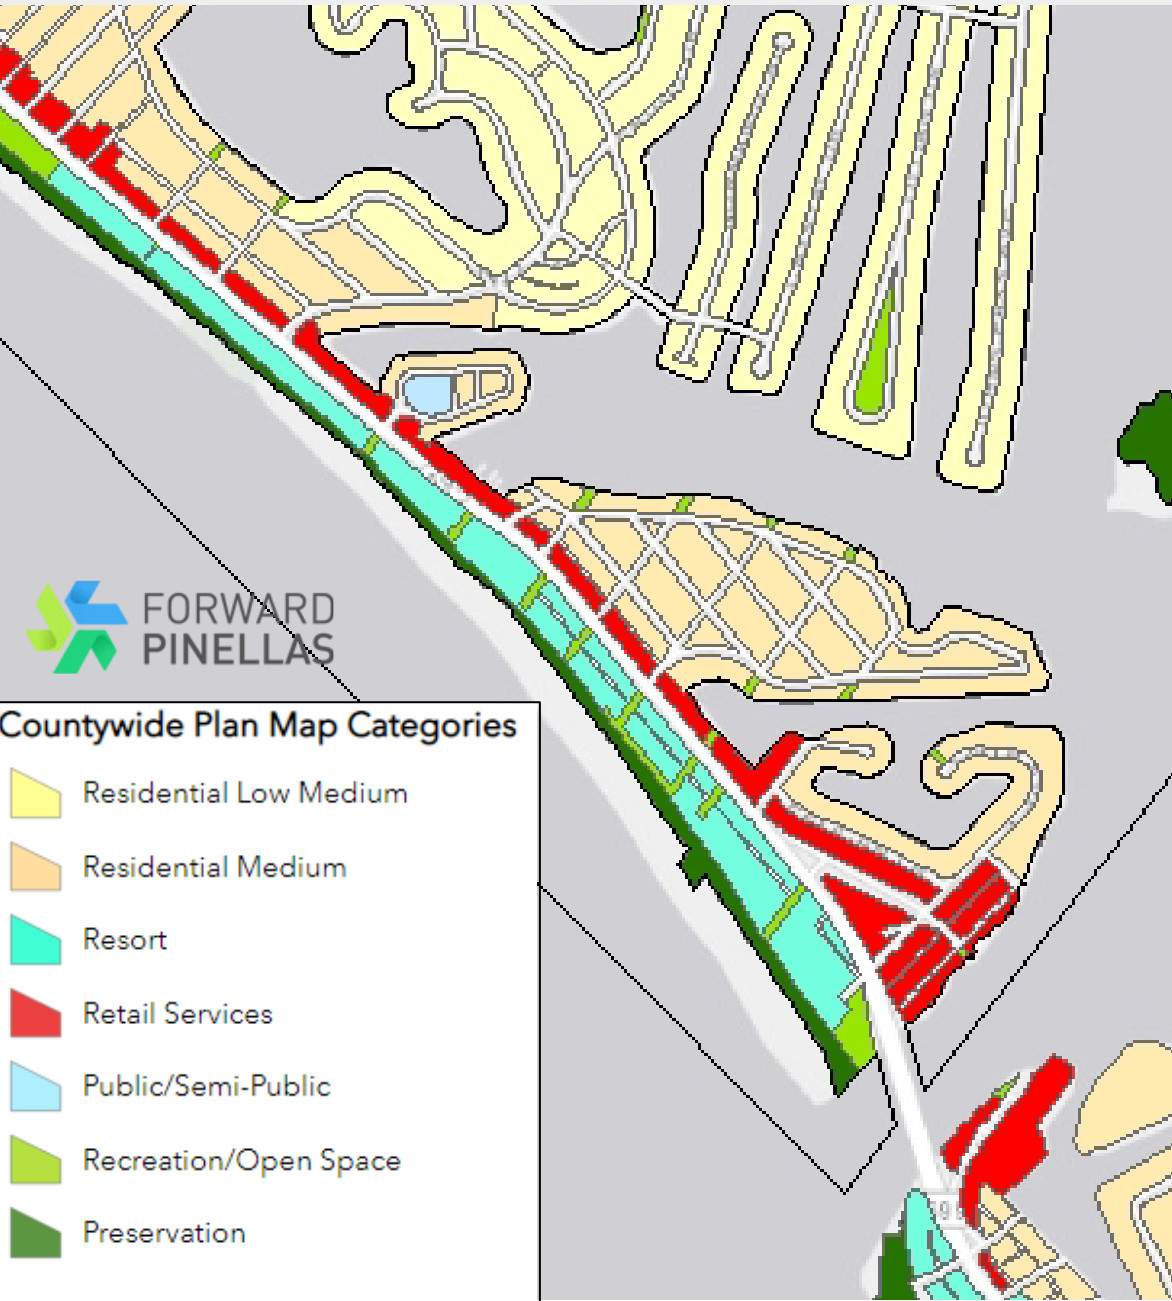 FORWARD
PINELLAS
Countywide Plan Map Categories
Residential Low Medium
Residential Medium
Resort
Retail Services
Public/Semi-Public
Recreation/Open Space
Preservation